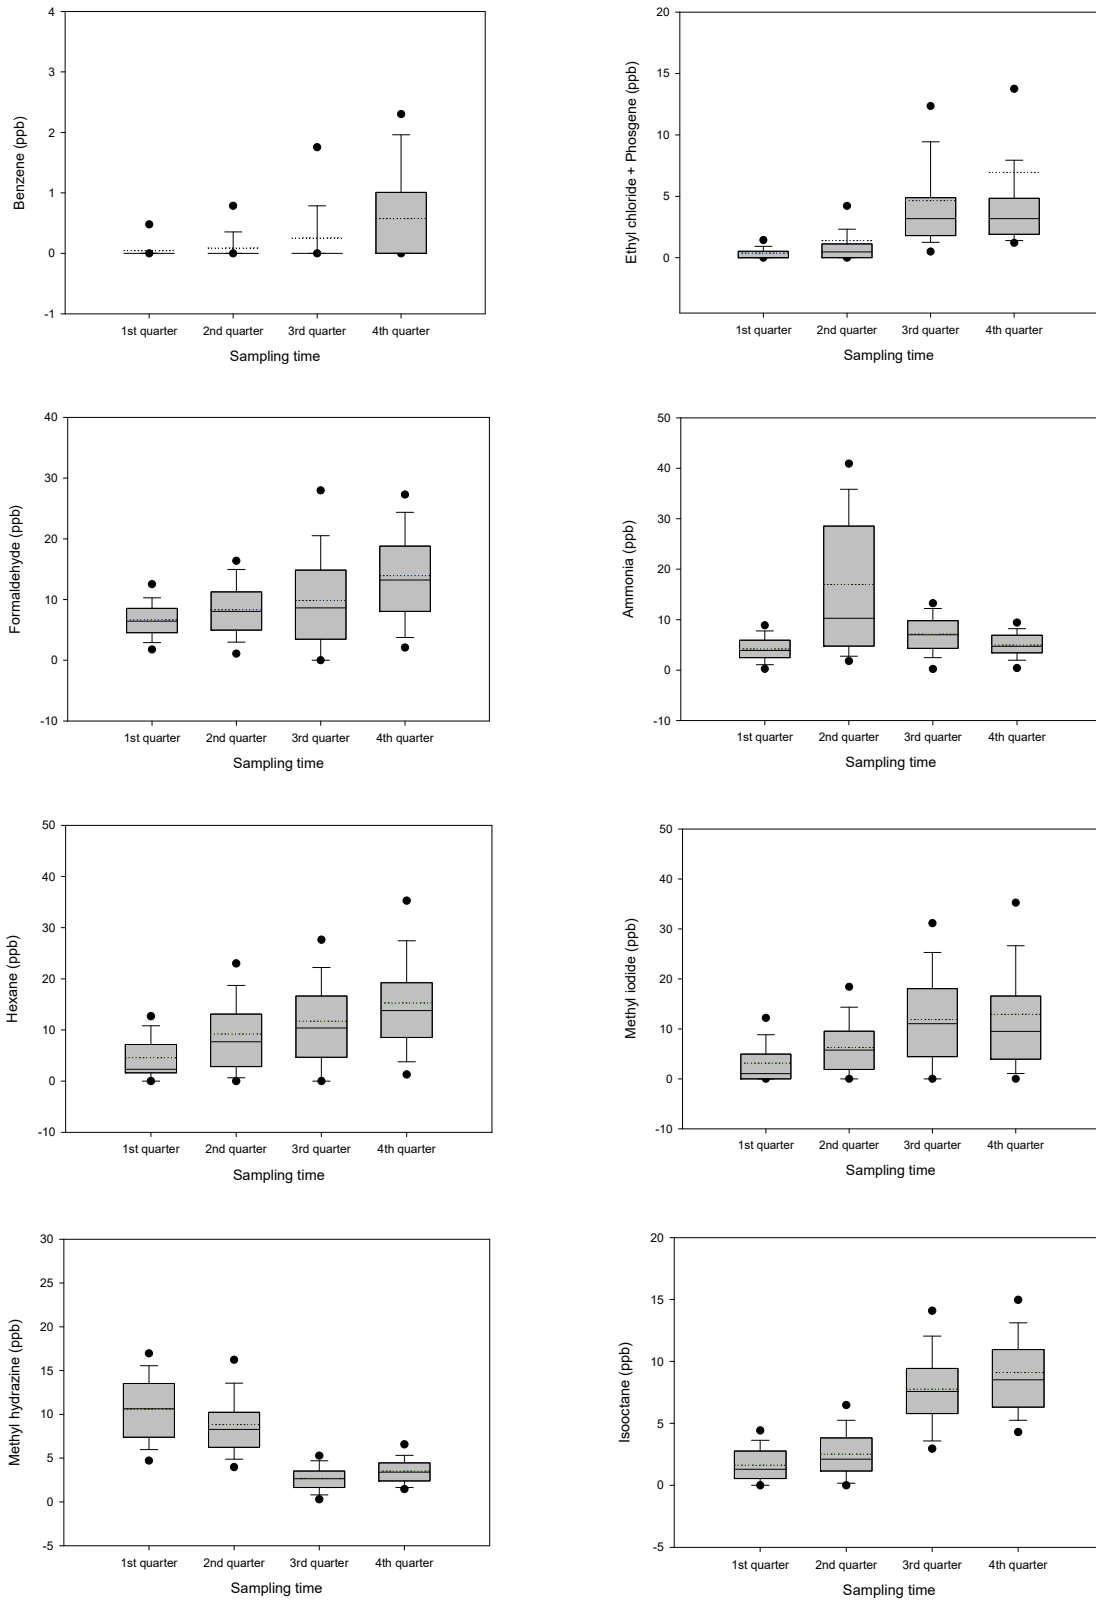 Benzene (ppb)
4
3
2
1
0
-1
1st quarter 2nd quarter 3rd quarter 4th quarter
Sampling time
Ethyl chloride + Phosgene (ppb)
20
15
10
5
0
1st quarter 2nd quarter 3rd quarter 4th quarter
Sampling time
Formaldehyde (ppb)
40
30
20
10
0
-10
1st quarter 2nd quarter 3rd quarter 4th quarter
Sampling time
Ammonia (ppb)
50
40
30
20
10
0
-10
1st quarter 2nd quarter 3rd quarter 4th quarter
Sampling time
Hexane (ppb)
50
40
30
20
10
0
-10
1st quarter 2nd quarter 3rd quarter 4th quarter
Sampling time
Methyl iodide (ppb)
50
40
30
20
10
0
-10
1st quarter 2nd quarter 3rd quarter 4th quarter
Sampling time
Methyl hydrazine (ppb)
30
25
20
15
10
5
0
-5
1st quarter 2nd quarter 3rd quarter 4th quarter
Sampling time
Isooctane (ppb)
20
15
10
5
0
-5
1st quarter 2nd quarter 3rd quarter 4th quarter
Sampling time